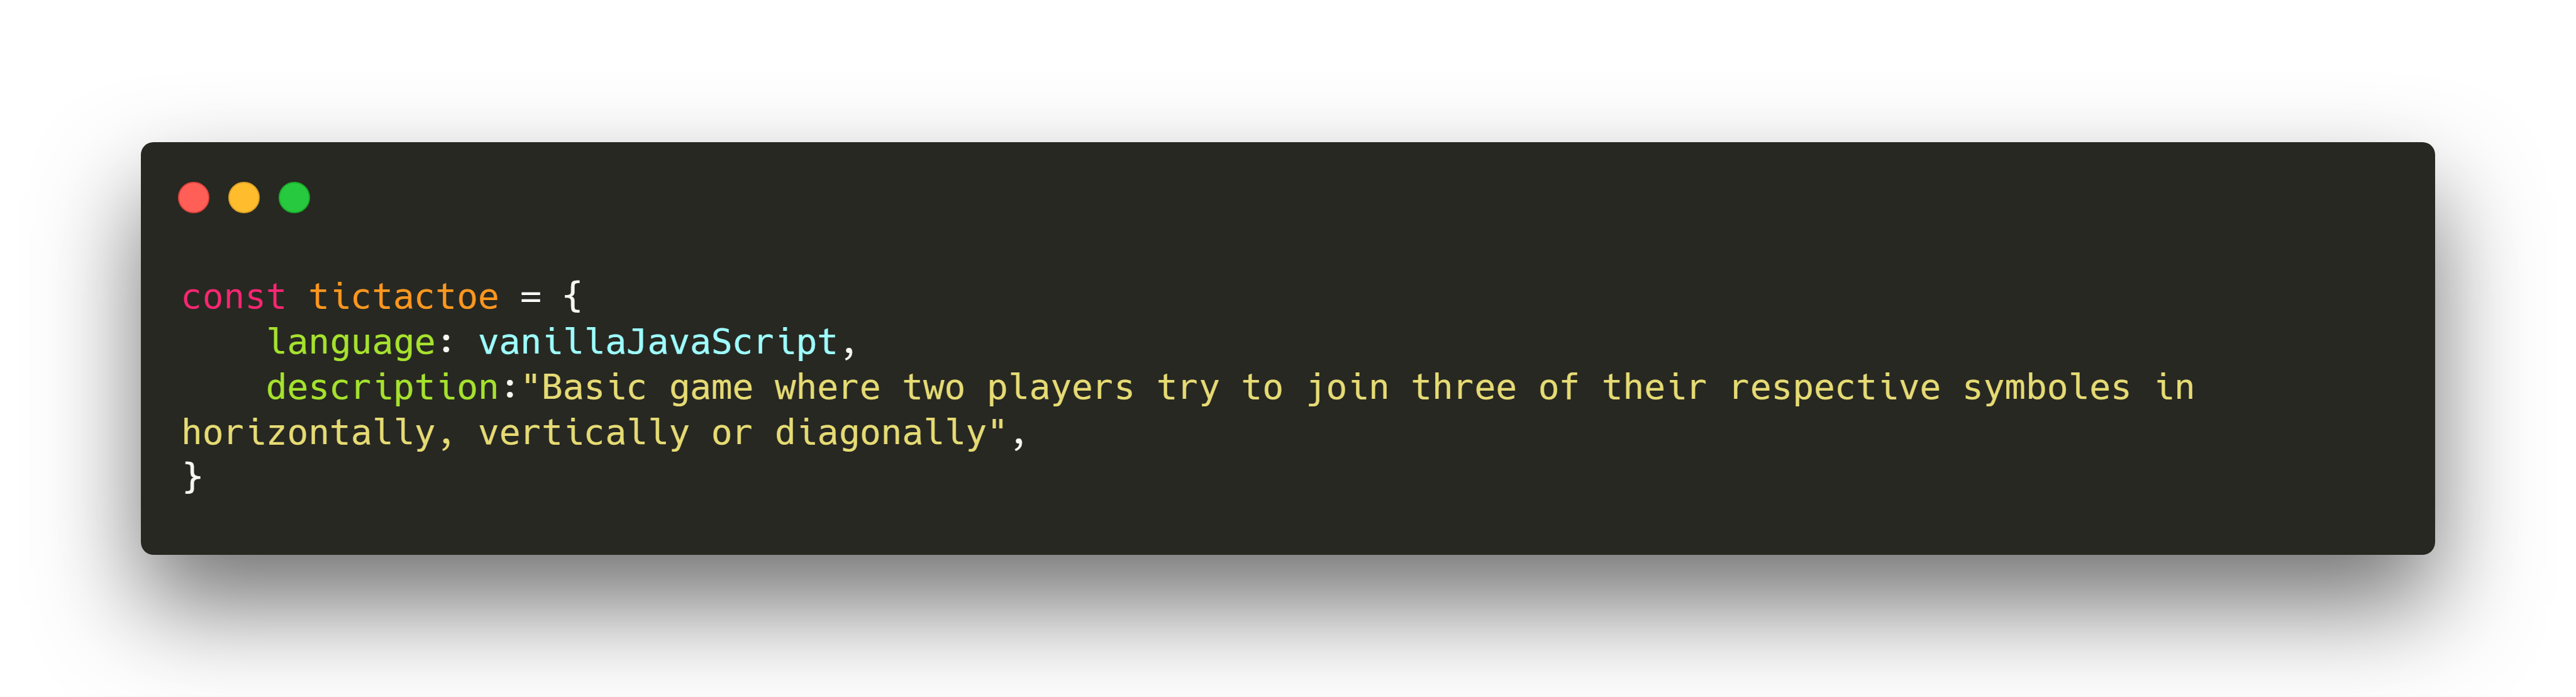 const tictactoe = {
    language: vanillaJavaScript,
    description:"Basic game where two players try to join three of their respective symboles in
horizontally, vertically or diagonally",
}